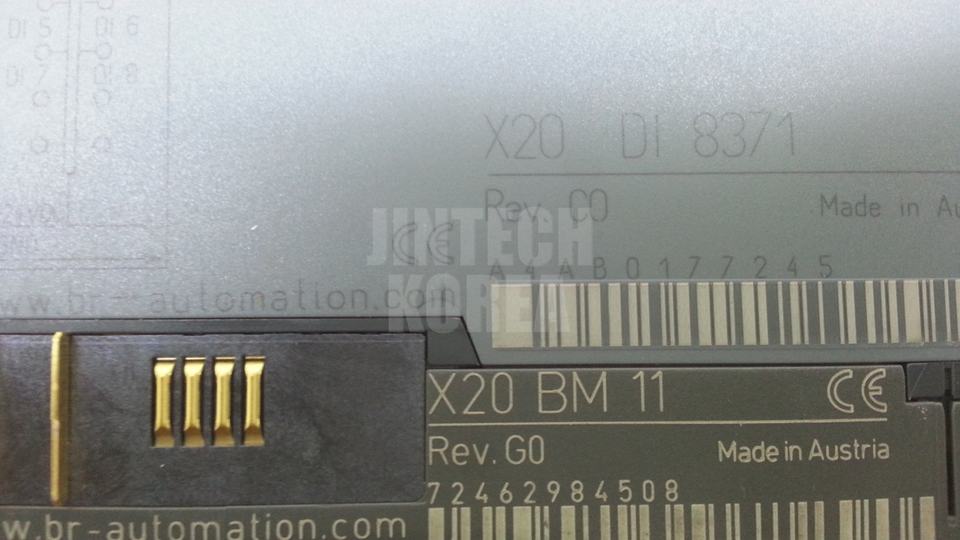 DI 5 DI 6
DI 7 DI 8
X20 DI 8371
Rev. C0
Made in Au
CE
A4AB0177245
www.br-automation.com
JINTECH
KOREA
X20 BM 11
CE
Rev. G0
Made in Austria
72462984508
w.br-automation.com